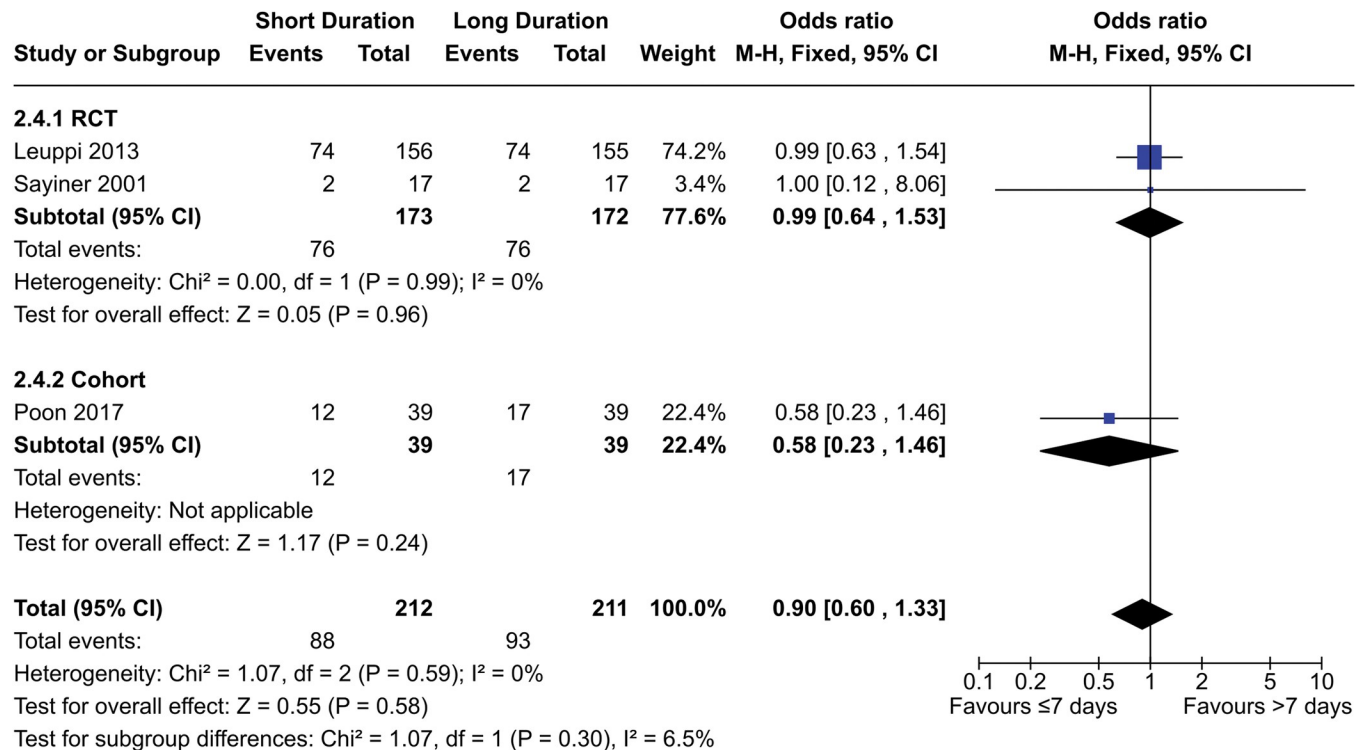 Short Duration Long Duration Odds ratio Odds ratio
Study or Subgroup Events Total Events Total Weight M-H, Fixed, 95% CI M-H, Fixed, 95% CI
2.4.1 RCT
Leuppi 2013 74 156 74 155 74.2% 0.99 [0.63 , 1.54]
Sayiner 2001 2 17 2 17 3.4% 1.00 [0.12 , 8.06]
Subtotal (95% CI) 173 172 77.6% 0.99 [0.64 , 1.53]
Total events: 76 76
Heterogeneity: Chi² = 0.00, df = 1 (P = 0.99); I² = 0%
Test for overall effect: Z = 0.05 (P = 0.96)
2.4.2 Cohort
Poon 2017 12 39 17 39 22.4% 0.58 [0.23 , 1.46]
Subtotal (95% CI) 39 39 22.4% 0.58 [0.23 , 1.46]
Total events: 12 17
Heterogeneity: Not applicable
Test for overall effect: Z = 1.17 (P = 0.24)
Total (95% CI) 212 211 100.0% 0.90 [0.60 , 1.33]
Total events: 88 93
Heterogeneity: Chi² = 1.07, df = 2 (P = 0.59); I² = 0%
Test for overall effect: Z = 0.55 (P = 0.58)
Test for subgroup differences: Chi² = 1.07, df = 1 (P = 0.30), I² = 6.5%
0.1 0.2 0.5 1 2 5 10
Favours ≤7 days Favours >7 days